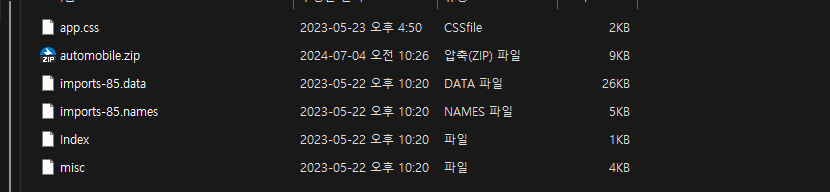 app.css 2023-05-23 오후 4:50 CSSfile 2KB
ZIP automobile.zip 2024-07-04 오전 10:26 압축(ZIP) 파일 9KB
imports-85.data 2023-05-22 오후 10:20 DATA 파일 26KB
imports-85.names 2023-05-22 오후 10:20 NAMES 파일 5KB
Index 2023-05-22 오후 10:20 파일 1KB
misc 2023-05-22 오후 10:20 파일 4KB